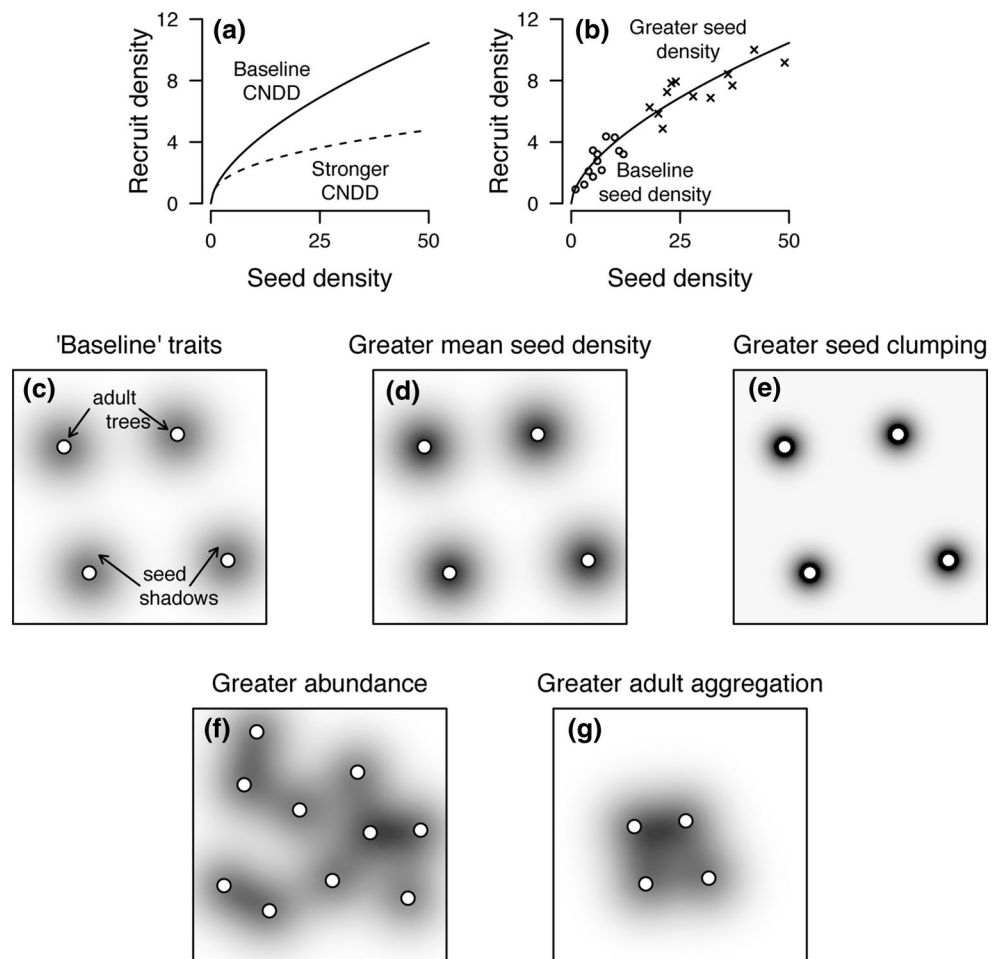 (a)
12
8
4
0
Recruit density
Baseline
CNDD
Stronger
CNDD
0 25 50
Seed density
(b)
12
8
4
0
Recruit density
Greater seed
density
Baseline
seed density
0 25 50
Seed density
'Baseline' traits
(c)
adult
trees
seed
shadows
Greater mean seed density
(d)
Greater seed clumping
(e)
Greater abundance
(f)
Greater adult aggregation
(g)